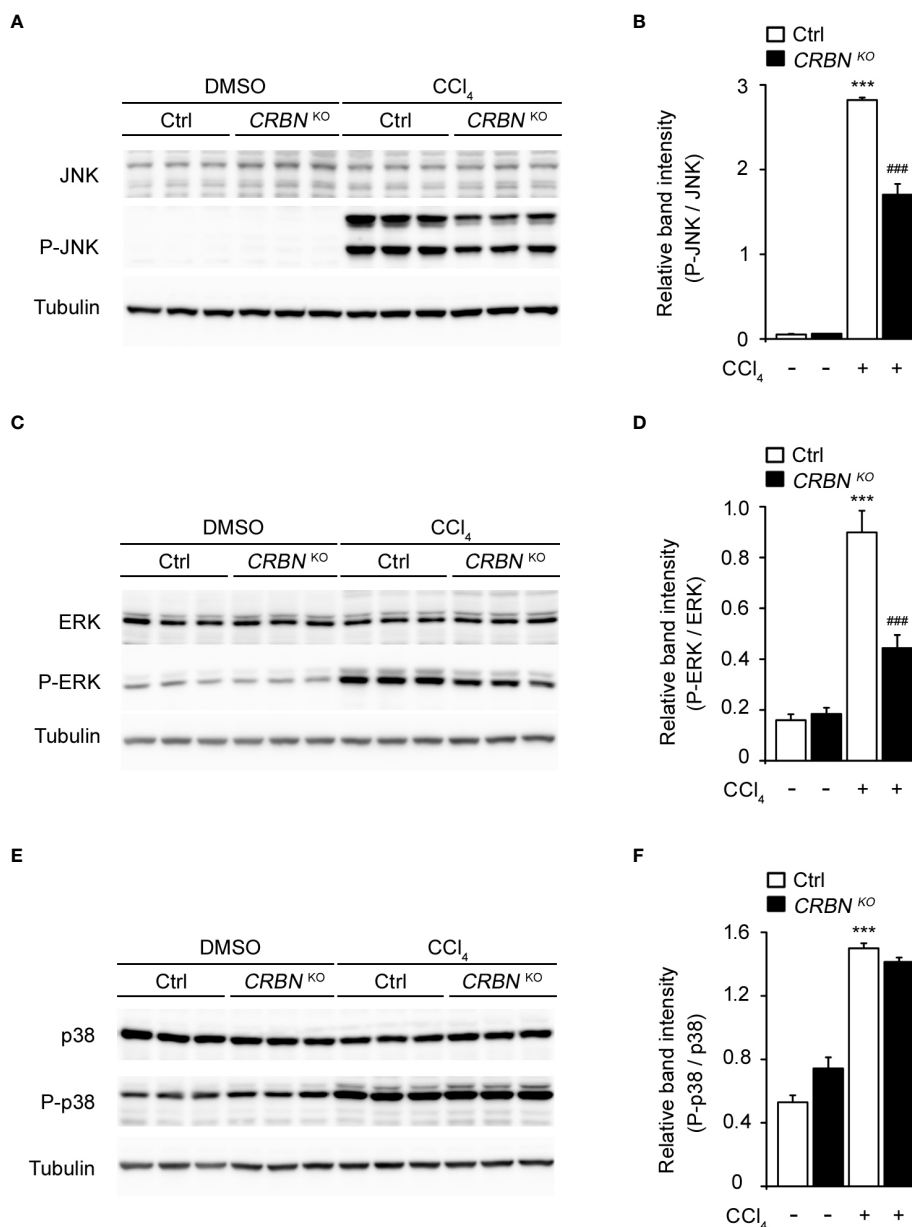 A
DMSO CCl₄
Ctrl CRBN KO Ctrl CRBN KO
JNK
P-JNK
Tubulin
B
Ctrl
CRBN KO
Relative band intensity
(P-JNK / JNK)
3
2
1
0
***
###
CCl₄ - - + +
C
DMSO CCl₄
Ctrl CRBN KO Ctrl CRBN KO
ERK
P-ERK
Tubulin
D
Ctrl
CRBN KO
Relative band intensity
(P-ERK / ERK)
1.0
0.8
0.6
0.4
0.2
0
***
###
CCl₄ - - + +
E
DMSO CCl₄
Ctrl CRBN KO Ctrl CRBN KO
p38
P-p38
Tubulin
F
Ctrl
CRBN KO
Relative band intensity
(P-p38 / p38)
1.6
1.2
0.8
0.4
0
***
CCl₄ - - + +